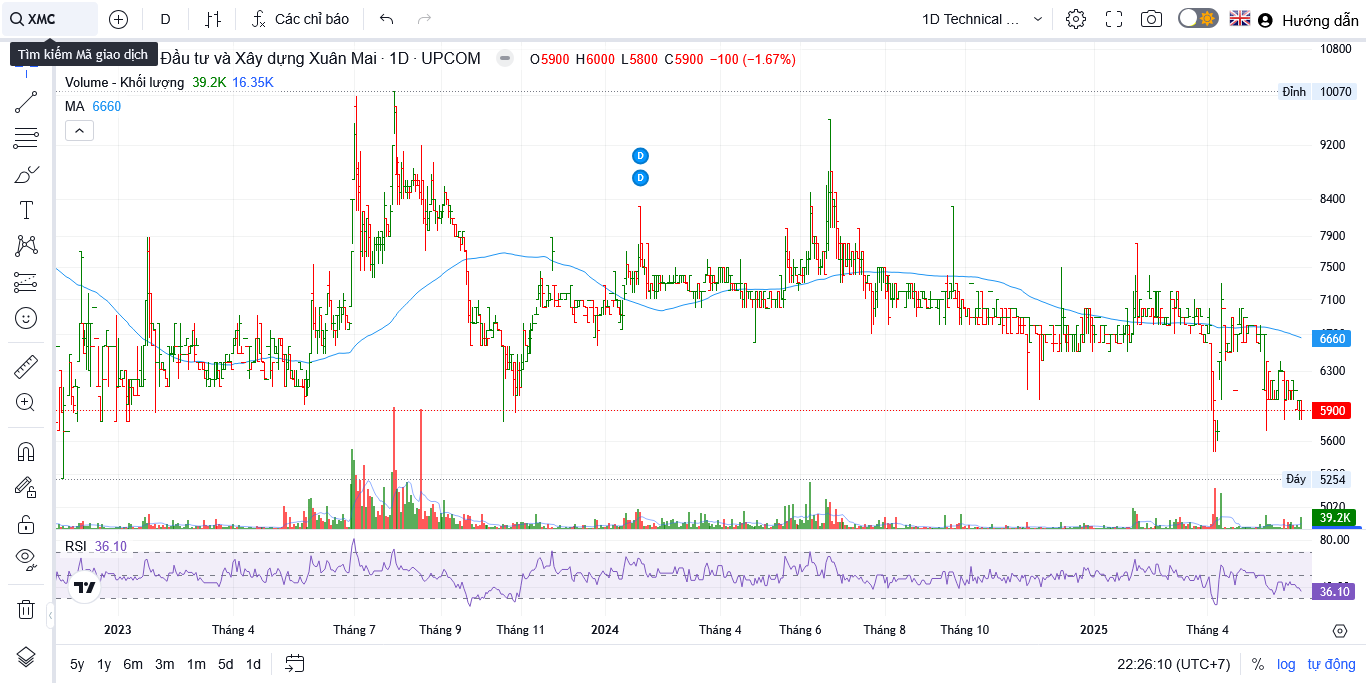 XMC D Các chỉ báo 1D Technical ... Hướng dẫn
Tìm kiếm Mã giao dịch
Đầu tư và Xây dựng Xuân Mai · 1D · UPCOM O5900 H6000 L5800 C5900 −100 (−1.67%)
Volume - Khối lượng 39.2K 16.35K
MA 6660
D
D
10800
Đỉnh 10070
9200
8400
7900
7500
7100
6660
6300
5900
5600
Đáy 5254
5020
39.2K
RSI 36.10
80.00
36.10
2023 Tháng 4 Tháng 7 Tháng 9 Tháng 11 2024 Tháng 4 Tháng 6 Tháng 8 Tháng 10 2025 Tháng 4
5y 1y 6m 3m 1m 5d 1d 22:26:10 (UTC+7) % log tự động